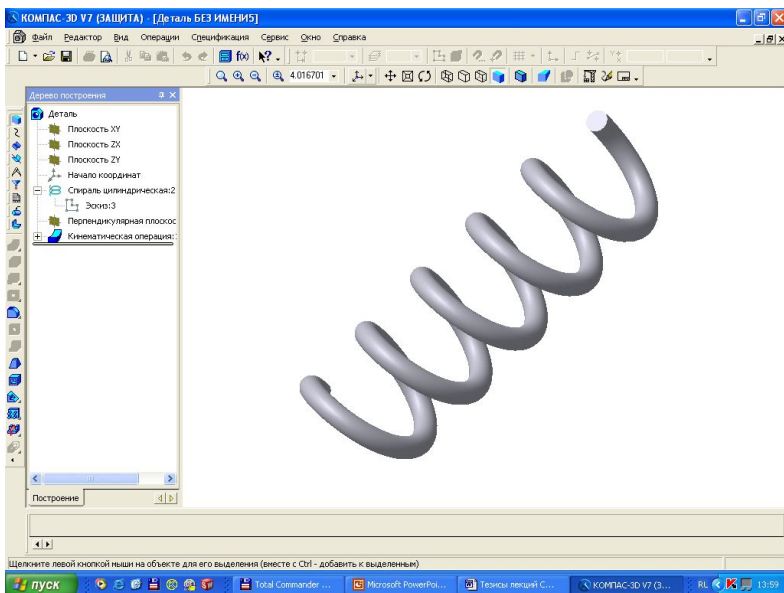 КОМПАС-3D V7 (ЗАЩИТА) - [Деталь БЕЗ ИМЕНИ5]
Файл Редактор Вид Операции Спецификация Сервис Окно Справка
f(x)
4.016701
Дерево построения
Деталь
Плоскость XY
Плоскость ZX
Плоскость ZY
Начало координат
Спираль цилиндрическая:2
Эскиз:3
Перпендикулярная плоскос
Кинематическая операция:
Построение
Щелкните левой кнопкой мыши на объекте для его выделения (вместе с Ctrl - добавить к выделенным)
пуск
Total Commander ...
Microsoft PowerPoi...
Тезисы лекций С...
КОМПАС-3D V7 (З...
RL
13:59